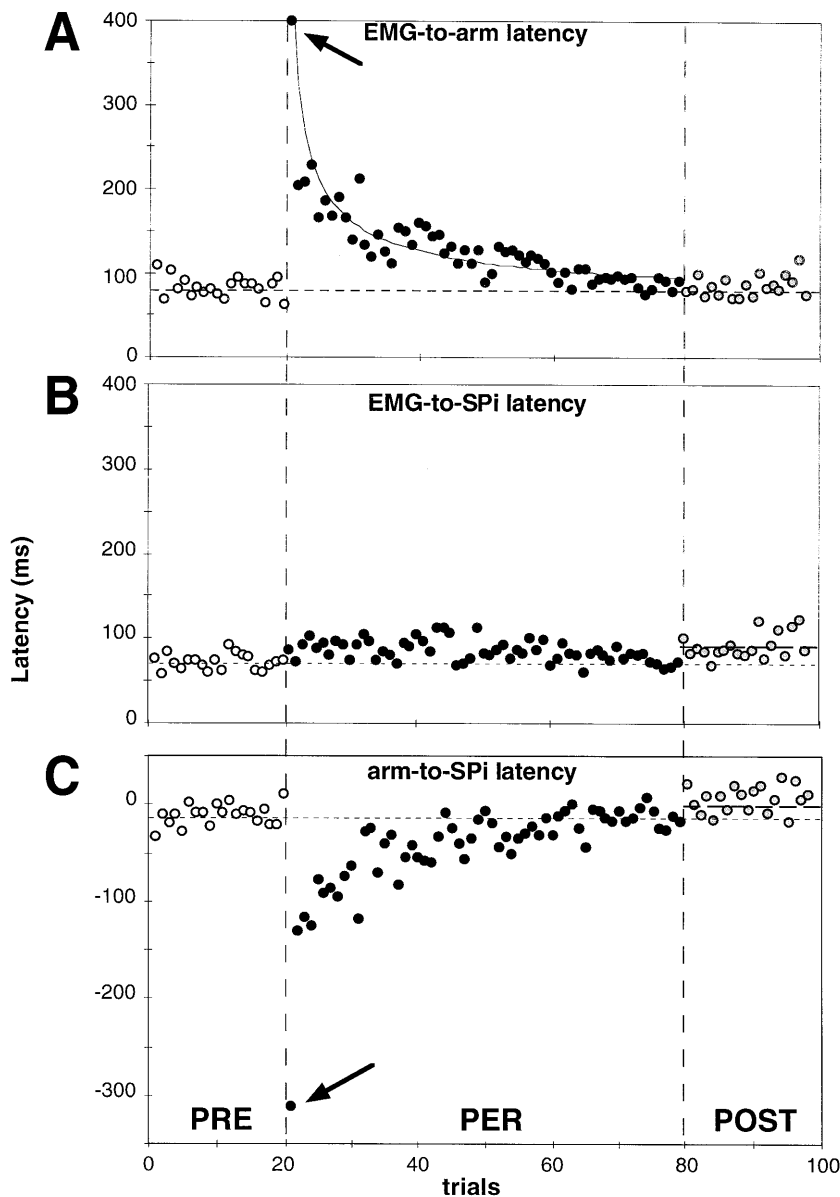 A
EMG-to-arm latency
400
300
200
100
0
B
EMG-to-SPi latency
400
300
200
100
0
Latency (ms)
C
arm-to-SPi latency
0
-100
-200
-300
PRE
PER
POST
0
20
40
60
80
100
trials